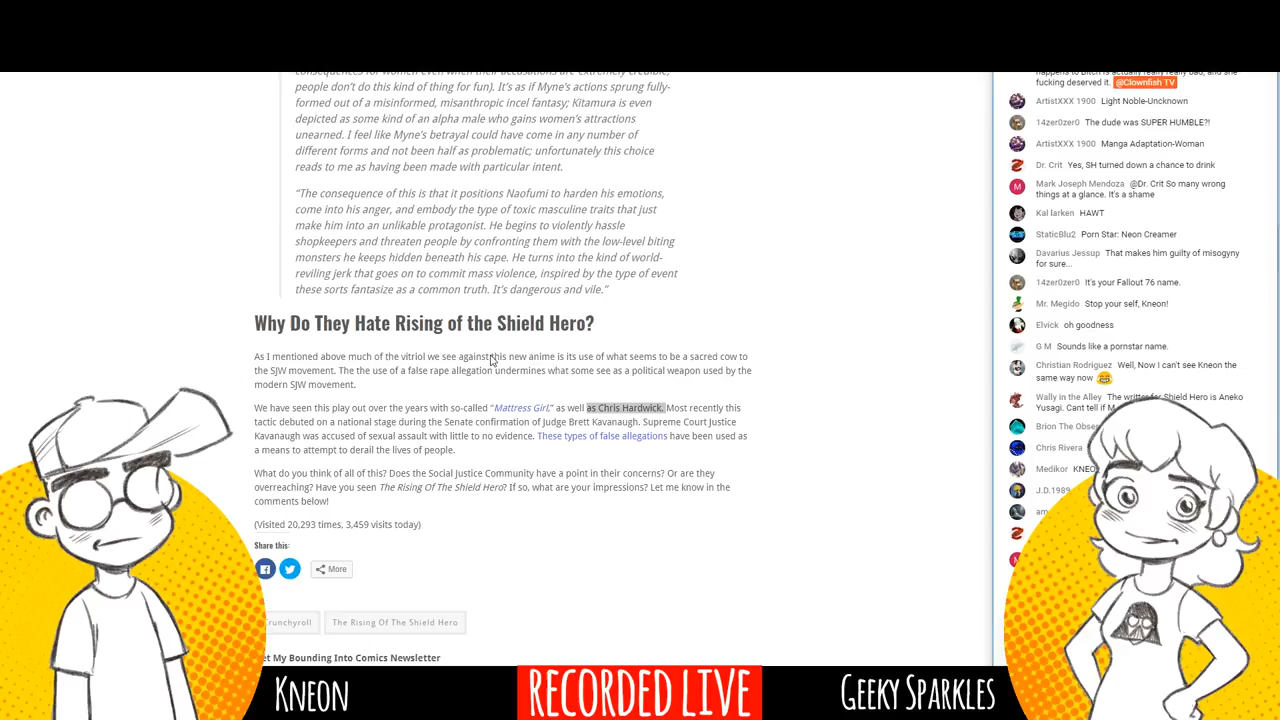 consequences for women even when their accusations are extremely credible,
people don't do this kind of thing for fun). It's as if Myne's actions sprung fully-
formed out of a misinformed, misanthropic incel fantasy; Kitamura is even
depicted as some kind of an alpha male who gains women's attractions
unearned. I feel like Myne's betrayal could have come in any number of
different forms and not been half as problematic; unfortunately this choice
reads to me as having been made with particular intent.
“The consequence of this is that it positions Naofumi to harden his emotions,
come into his anger, and embody the type of toxic masculine traits that just
make him into an unlikable protagonist. He begins to violently hassle
shopkeepers and threaten people by confronting them with the low-level biting
monsters he keeps hidden beneath his cape. He turns into the kind of world-
reviling jerk that goes on to commit mass violence, inspired by the type of event
these sorts fantasize as a common truth. It's dangerous and vile.”
Why Do They Hate Rising of the Shield Hero?
As I mentioned above much of the vitriol we see against this new anime is its use of what seems to be a sacred cow to
the SJW movement. The the use of a false rape allegation undermines what some see as a political weapon used by the
modern SJW movement.
We have seen this play out over the years with so-called “Mattress Girl,” as well as Chris Hardwick. Most recently this
tactic debuted on a national stage during the Senate confirmation of Judge Brett Kavanaugh. Supreme Court Justice
Kavanaugh was accused of sexual assault with little to no evidence. These types of false allegations have been used as
a means to attempt to derail the lives of people.
What do you think of all of this? Does the Social Justice Community have a point in their concerns? Or are they
overreaching? Have you seen The Rising Of The Shield Hero? If so, what are your impressions? Let me know in the
comments below!
(Visited 20,293 times, 3,459 visits today)
Share this:
More
crunchyroll The Rising Of The Shield Hero
Get My Bounding Into Comics Newsletter
happens to Bitch is actually really really bad, and she
fucking deserved it. @Clownfish TV
ArtistXXX 1900 Light Noble-Uncknown
14zer0zer0 The dude was SUPER HUMBLE?!
ArtistXXX 1900 Manga Adaptation-Woman
Dr. Crit Yes, SH turned down a chance to drink
Mark Joseph Mendoza @Dr. Crit So many wrong
things at a glance. It's a shame
Kal larken HAWT
StaticBlu2 Porn Star: Neon Creamer
Davarius Jessup That makes him guilty of misogyny
for sure...
14zer0zer0 It's your Fallout 76 name.
Mr. Megido Stop your self, Kneon!
Elvick oh goodness
G M Sounds like a pornstar name.
Christian Rodriguez Well, Now I can't see Kneon the
same way now
Wally in the Alley The writter for Shield Hero is Aneko
Yusagi. Cant tell if M
Brion The Obser
Chris Rivera
Medikor KNEO
J.D.1989
am
KNEON
RECORDED LIVE
GEEKY SPARKLES